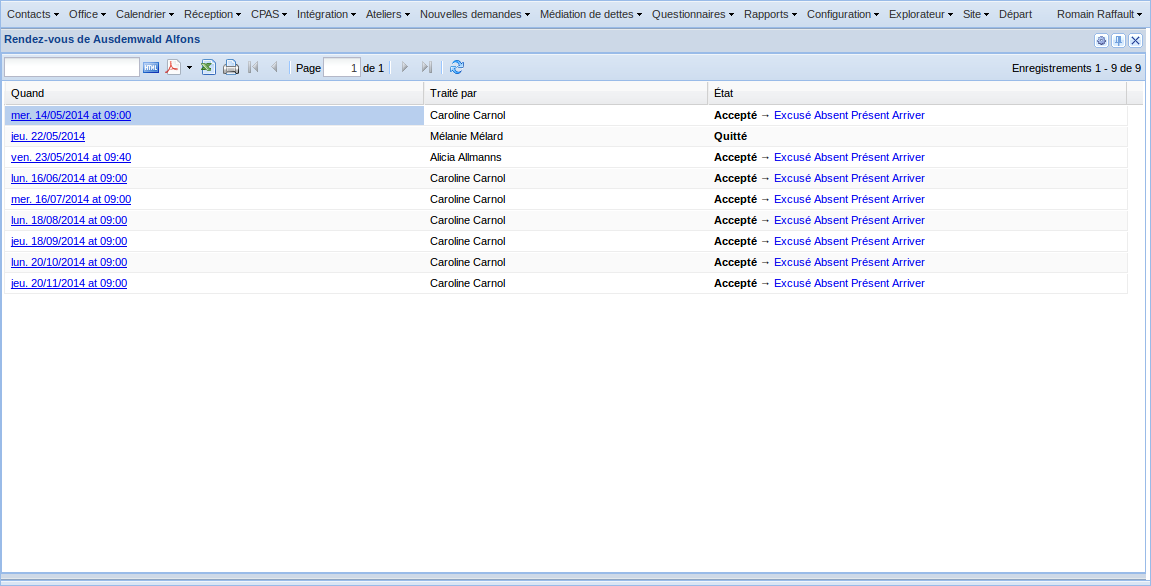 Contacts Office Calendrier Réception CPAS Intégration Ateliers Nouvelles demandes Médiation de dettes Questionnaires Rapports Configuration Explorateur Site Départ Romain Raffault
Rendez-vous de Ausdemwald Alfons
HTML Page 1 de 1 Enregistrements 1 - 9 de 9
Quand Traité par État
mer. 14/05/2014 at 09:00 Caroline Carnol Accepté → Excusé Absent Présent Arriver
jeu. 22/05/2014 Mélanie Mélard Quitté
ven. 23/05/2014 at 09:40 Alicia Allmanns Accepté → Excusé Absent Présent Arriver
lun. 16/06/2014 at 09:00 Caroline Carnol Accepté → Excusé Absent Présent Arriver
mer. 16/07/2014 at 09:00 Caroline Carnol Accepté → Excusé Absent Présent Arriver
lun. 18/08/2014 at 09:00 Caroline Carnol Accepté → Excusé Absent Présent Arriver
jeu. 18/09/2014 at 09:00 Caroline Carnol Accepté → Excusé Absent Présent Arriver
lun. 20/10/2014 at 09:00 Caroline Carnol Accepté → Excusé Absent Présent Arriver
jeu. 20/11/2014 at 09:00 Caroline Carnol Accepté → Excusé Absent Présent Arriver